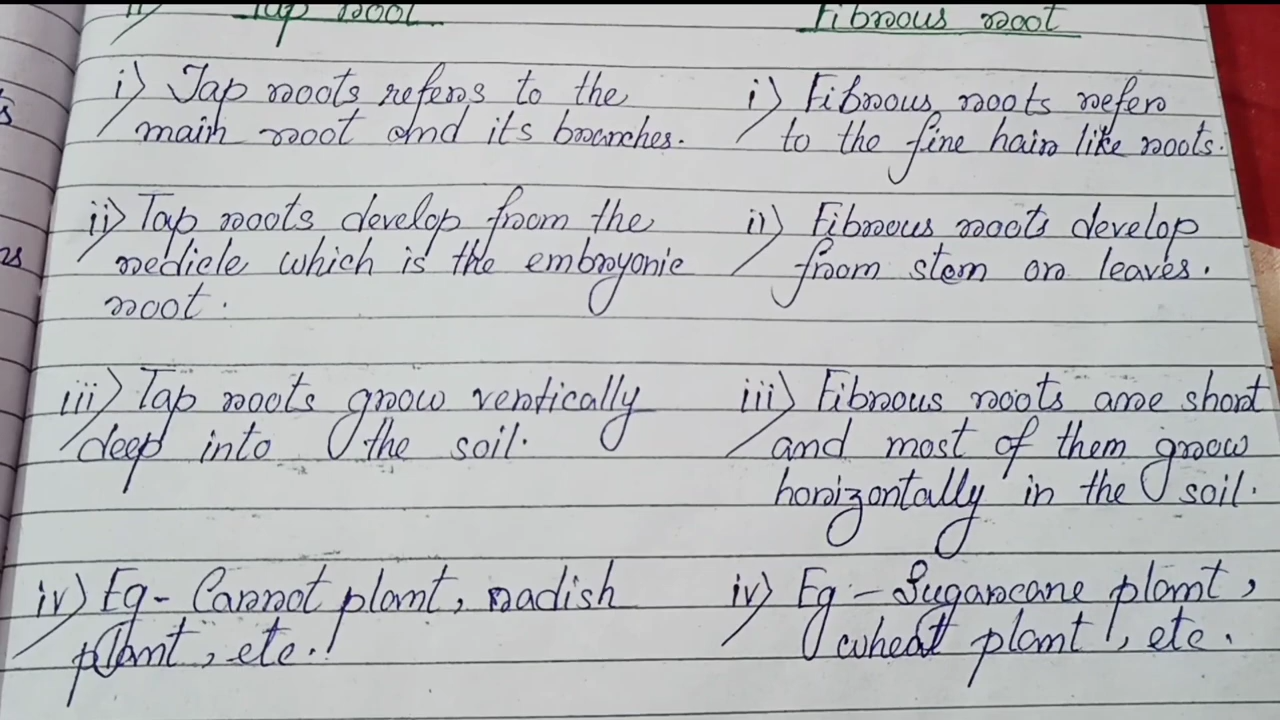 ii) Tap root
Fibrous root
i) Tap roots refers to the
main root and its branches.
i) Fibrous roots refer
to the fine hair like roots.
ii) Tap roots develop from the
redicle which is the embryonic
root.
ii) Fibrous roots develop
from stem or leaves.
iii) Tap roots grow vertically
deep into the soil.
iii) Fibrous roots are short
and most of them grow
horizontally in the soil.
iv) Eg- Carrot plant, radish
plant, etc.
iv) Eg - Sugarcane plant,
wheat plant, etc.